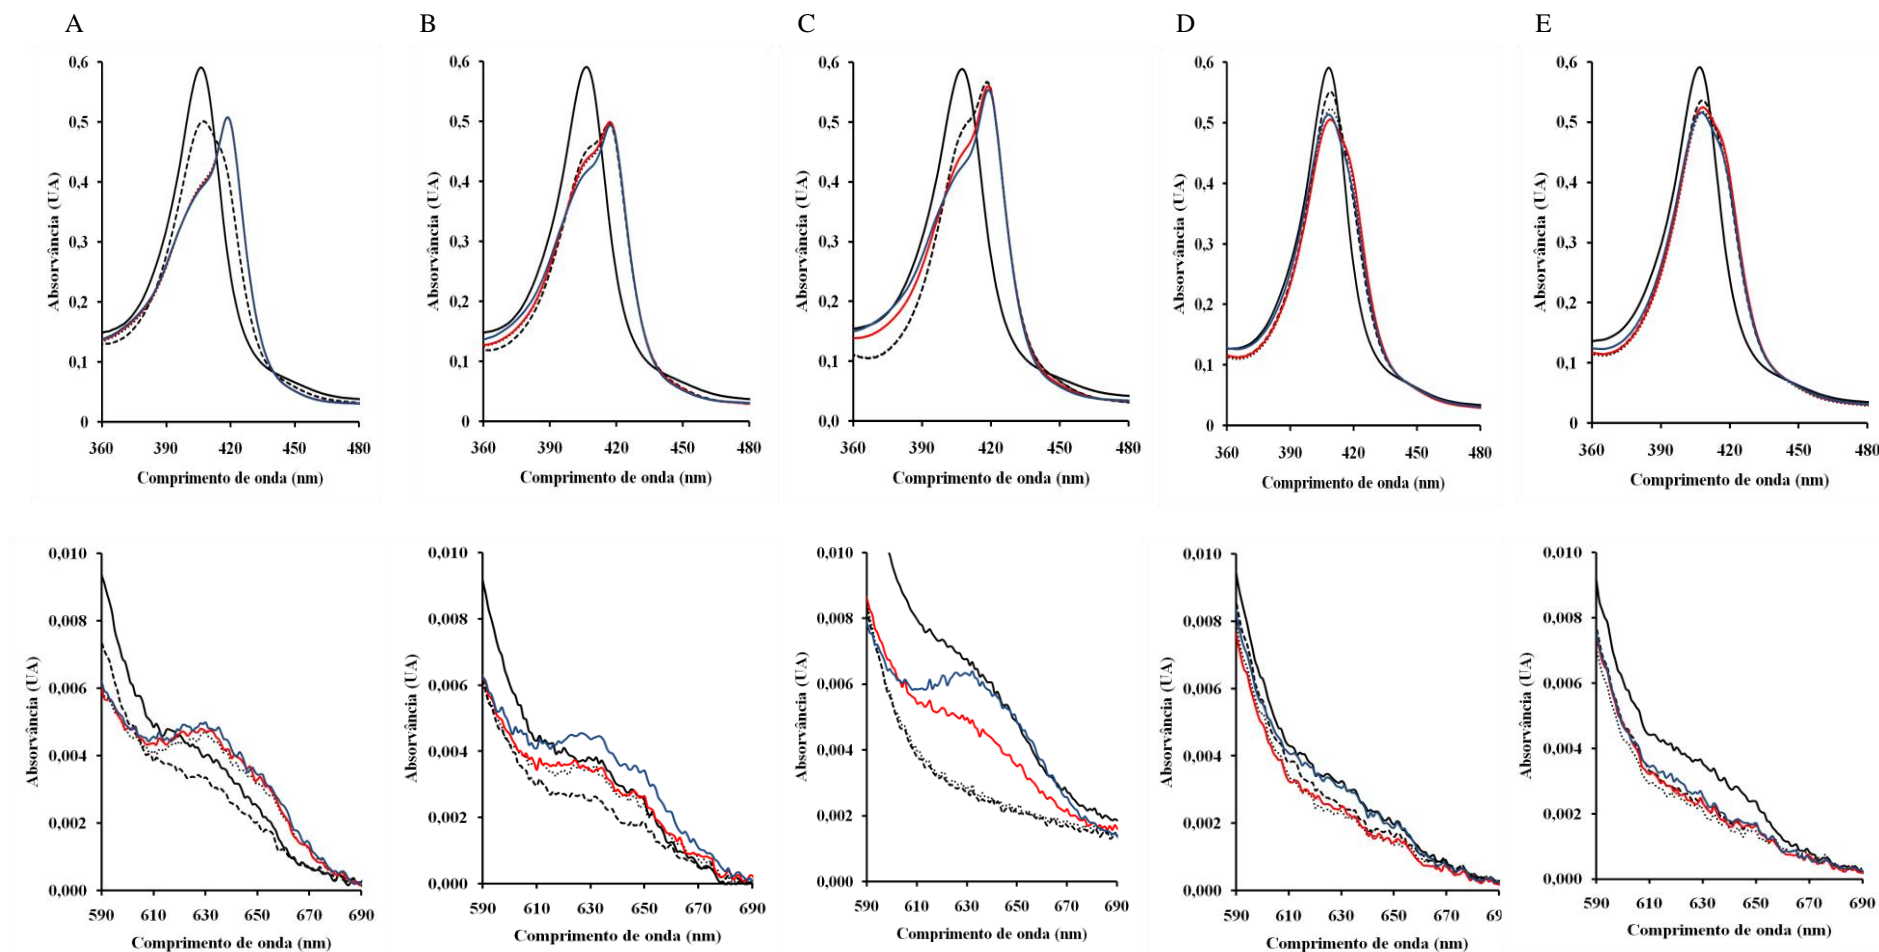 A B C D E
0,6 0,6 0,6 0,6 0,6
0,5 0,5 0,5 0,5 0,5
0,4 0,4 0,4 0,4 0,4
0,3 0,3 0,3 0,3 0,3
0,2 0,2 0,2 0,2 0,2
0,1 0,1 0,1 0,1 0,1
0 0 0,0 0 0
Absorvância (UA) Absorvância (UA) Absorvância (UA) Absorvância (UA) Absorvância (UA)
360 390 420 450 480 360 390 420 450 480 360 390 420 450 480 360 390 420 450 480 360 390 420 450 480
Comprimento de onda (nm) Comprimento de onda (nm) Comprimento de onda (nm) Comprimento de onda (nm) Comprimento de onda (nm)
0,010 0,010 0,010 0,010 0,010
0,008 0,008 0,008 0,008 0,008
0,006 0,006 0,006 0,006 0,006
0,004 0,004 0,004 0,004 0,004
0,002 0,002 0,002 0,002 0,002
0,000 0,000 0,000 0,000 0,000
Absorvância (UA) Absorvância (UA) Absorvância (UA) Absorvância (UA) Absorvância (UA)
590 610 630 650 670 690 590 610 630 650 670 690 590 610 630 650 670 690 590 610 630 650 670 69 590 610 630 650 670 690
Comprimento de onda (nm) Comprimento de onda (nm) Comprimento de onda (nm) Comprimento de onda (nm) Comprimento de onda (nm)